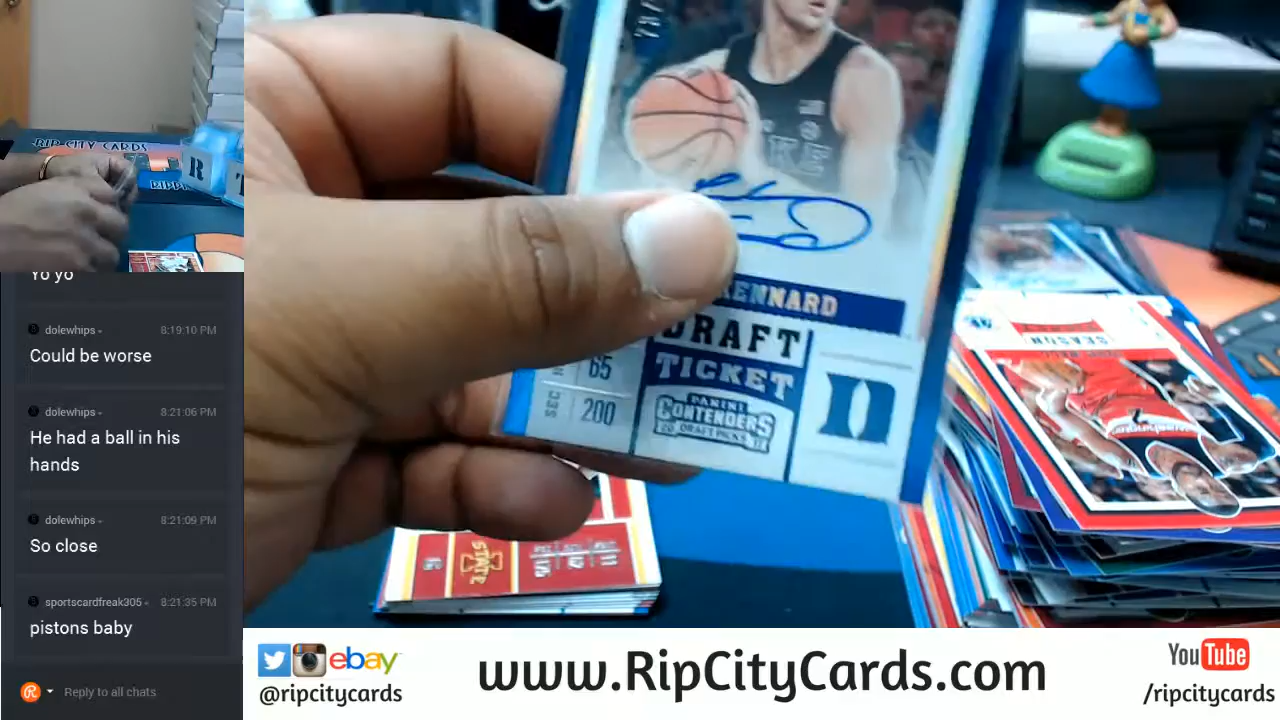 RIP CITY CARDS
R
RIPP
Yo yo
dolewhips 8:19:10 PM
Could be worse
dolewhips 8:21:06 PM
He had a ball in his
hands
dolewhips 8:21:09 PM
So close
sportscardfreak305 8:21:35 PM
pistons baby
Reply to all chats
KENNARD
DRAFT
TICKET
65
SEC
200
PANINI
CONTENDERS
20 DRAFT PICKS 17
D
SEASON
STATE
ebay
@ripcitycards
www.RipCityCards.com
YouTube
/ripcitycards